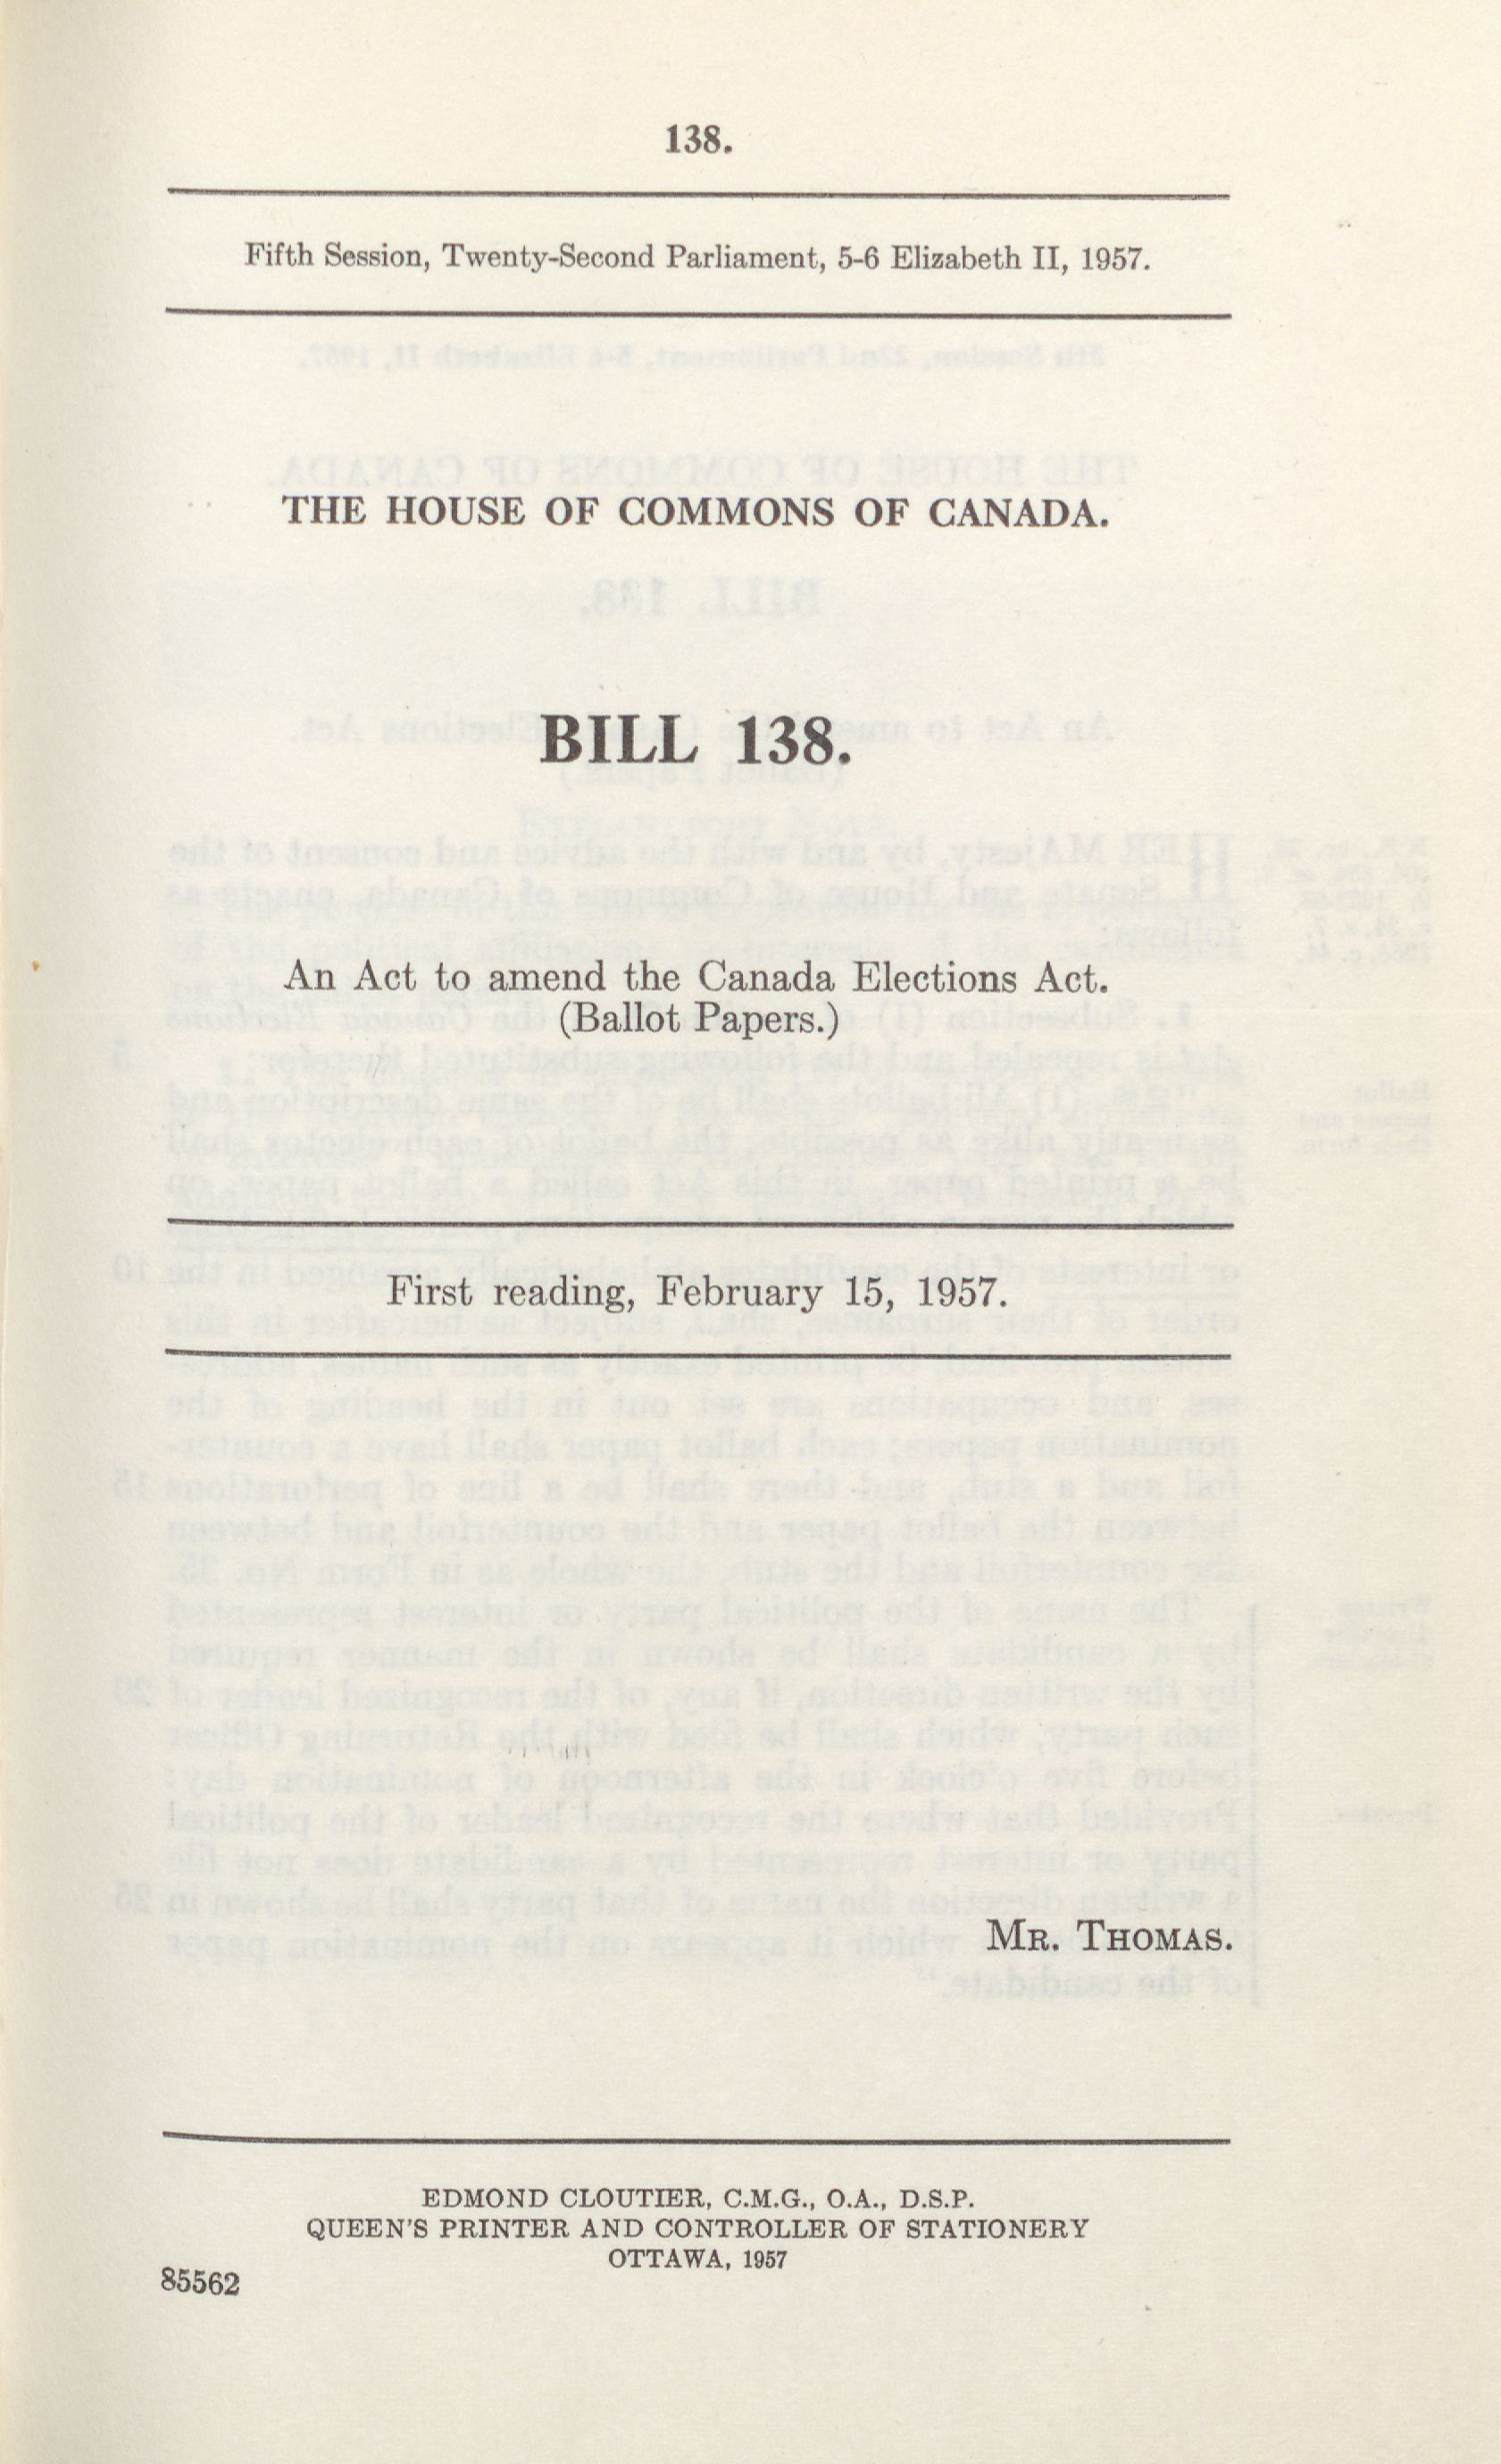 138.
Fifth Session, Twenty-Second Parliament, 5-6 Elizabeth II, 1957.
THE HOUSE OF COMMONS OF CANADA.
BILL 138.
An Act to amend the Canada Elections Act.
(Ballot Papers.)
First reading, February 15, 1957.
MR. THOMAS.
EDMOND CLOUTIER, C.M.G., O.A., D.S.P.
QUEEN'S PRINTER AND CONTROLLER OF STATIONERY
OTTAWA, 1957
85562